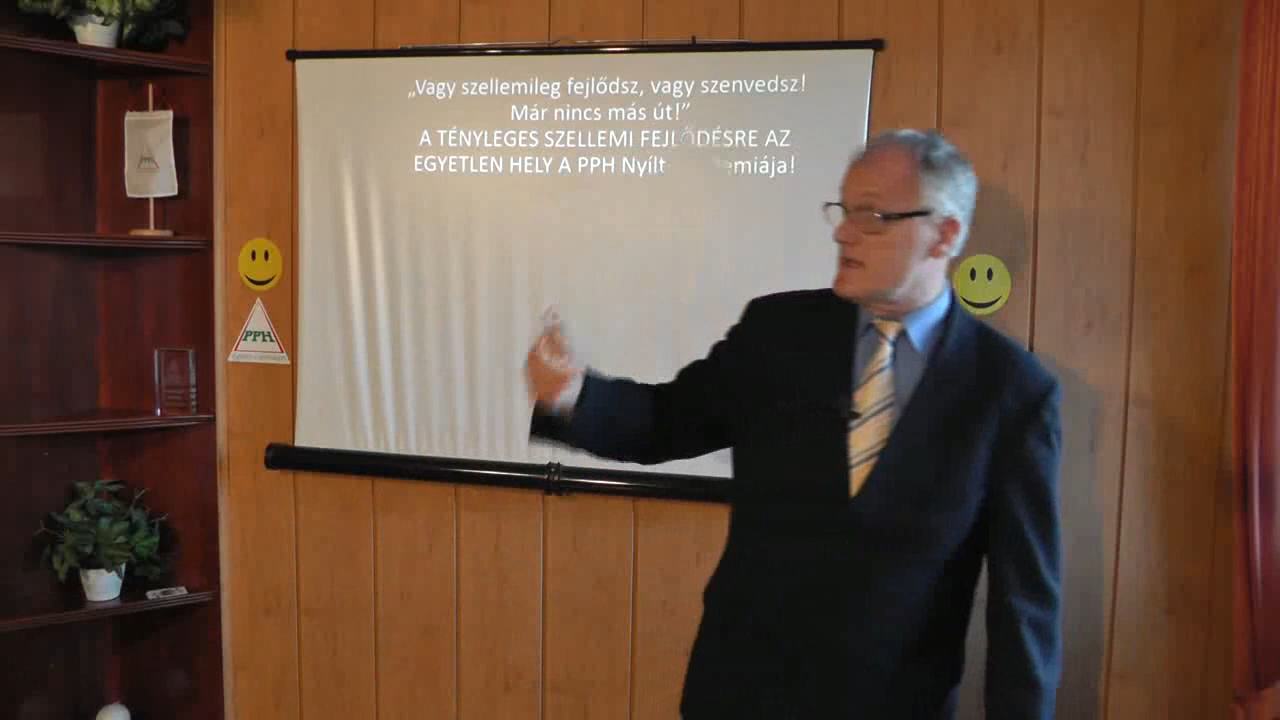 „Vagy szellemileg fejlődsz, vagy szenvedsz!
Már nincs más út!”
A TÉNYLEGES SZELLEMI FEJLŐDÉSRE AZ
EGYETLEN HELY A PPH Nyílt
PPH